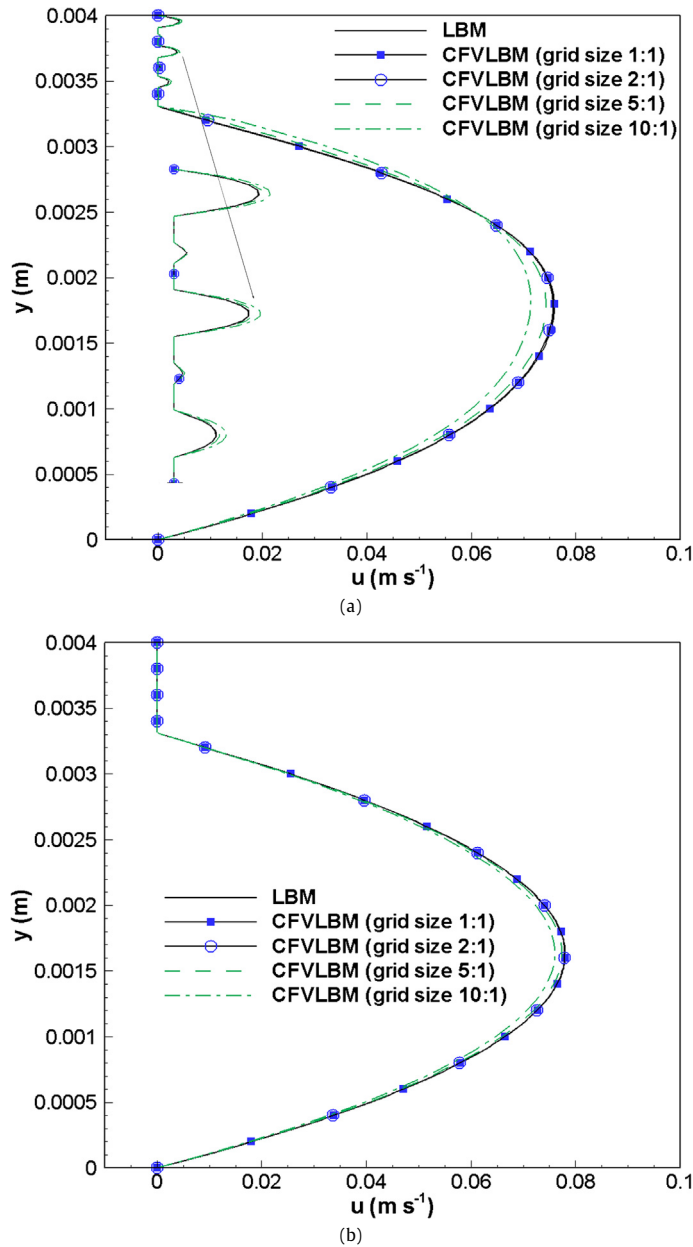 0.004
LBM
CFVLBM (grid size 1:1)
0.0035
CFVLBM (grid size 2:1)
CFVLBM (grid size 5:1)
CFVLBM (grid size 10:1)
0.003
0.0025
y (m)
0.002
0.0015
0.001
0.0005
0
0 0.02 0.04 0.06 0.08 0.1
u (m s⁻¹)
(a)
0.004
0.0035
0.003
0.0025
y (m)
0.002
LBM
CFVLBM (grid size 1:1)
0.0015
CFVLBM (grid size 2:1)
CFVLBM (grid size 5:1)
CFVLBM (grid size 10:1)
0.001
0.0005
0
0 0.02 0.04 0.06 0.08 0.1
u (m s⁻¹)
(b)